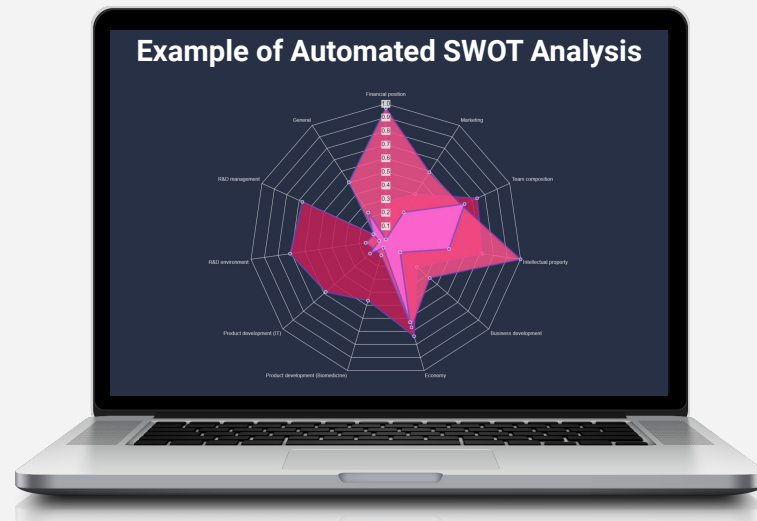 Example of Automated SWOT Analysis
Financial position
General
1.0
Marketing
0.9
0.8
0.7
0.6
R&D management
0.5
Team composition
0.4
0.3
0.2
0.1
R&D environment
Intellectual property
Product development (IT)
Business development
Product development (Biomedicine)
Economy